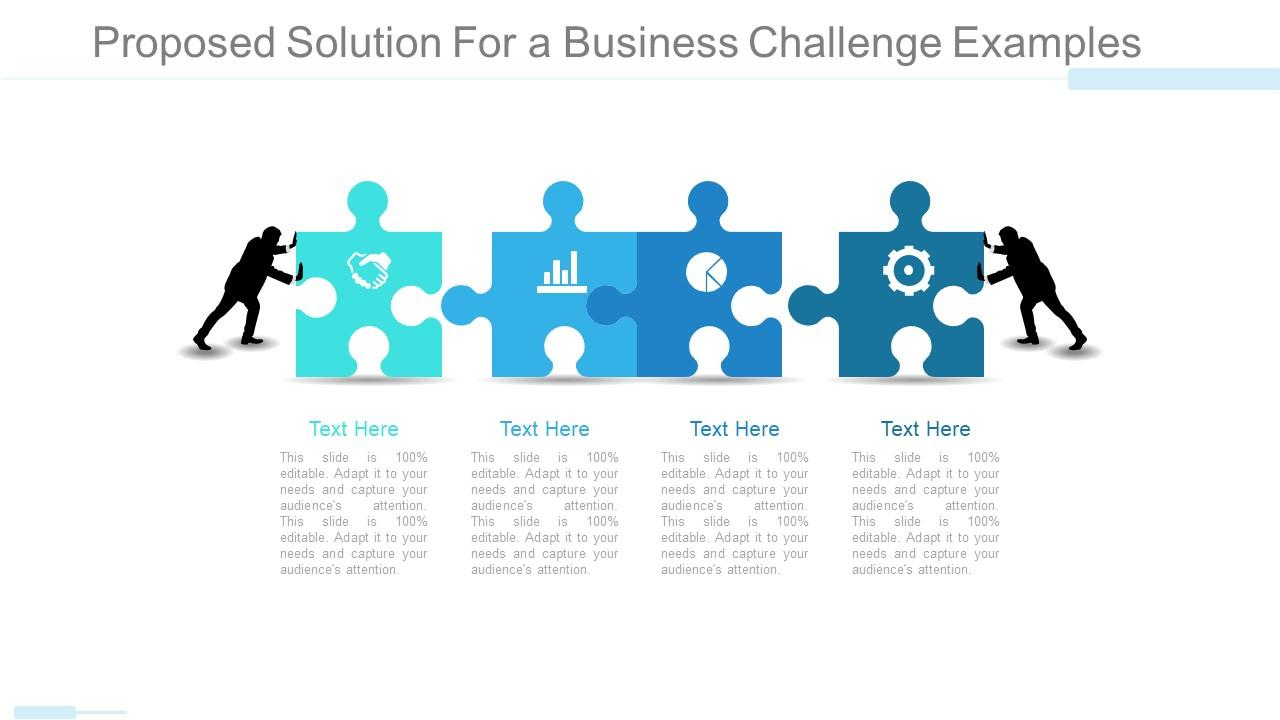 Proposed Solution For a Business Challenge Examples
Text Here
This slide is 100%
editable. Adapt it to your
needs and capture your
audience's attention.
This slide is 100%
editable. Adapt it to your
needs and capture your
audience's attention.
Text Here
This slide is 100%
editable. Adapt it to your
needs and capture your
audience's attention.
This slide is 100%
editable. Adapt it to your
needs and capture your
audience's attention.
Text Here
This slide is 100%
editable. Adapt it to your
needs and capture your
audience's attention.
This slide is 100%
editable. Adapt it to your
needs and capture your
audience's attention.
Text Here
This slide is 100%
editable. Adapt it to your
needs and capture your
audience's attention.
This slide is 100%
editable. Adapt it to your
needs and capture your
audience's attention.